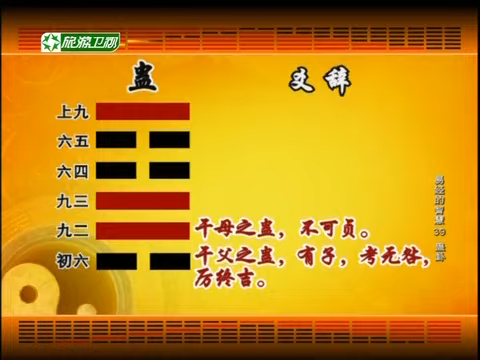 旅游卫视
蛊 爻辞
上九
六五
六四
九三
九二 干母之蛊，不可贞。
初六 干父之蛊，有子，考无咎，
厉终吉。
易经的智慧 39 蛊卦